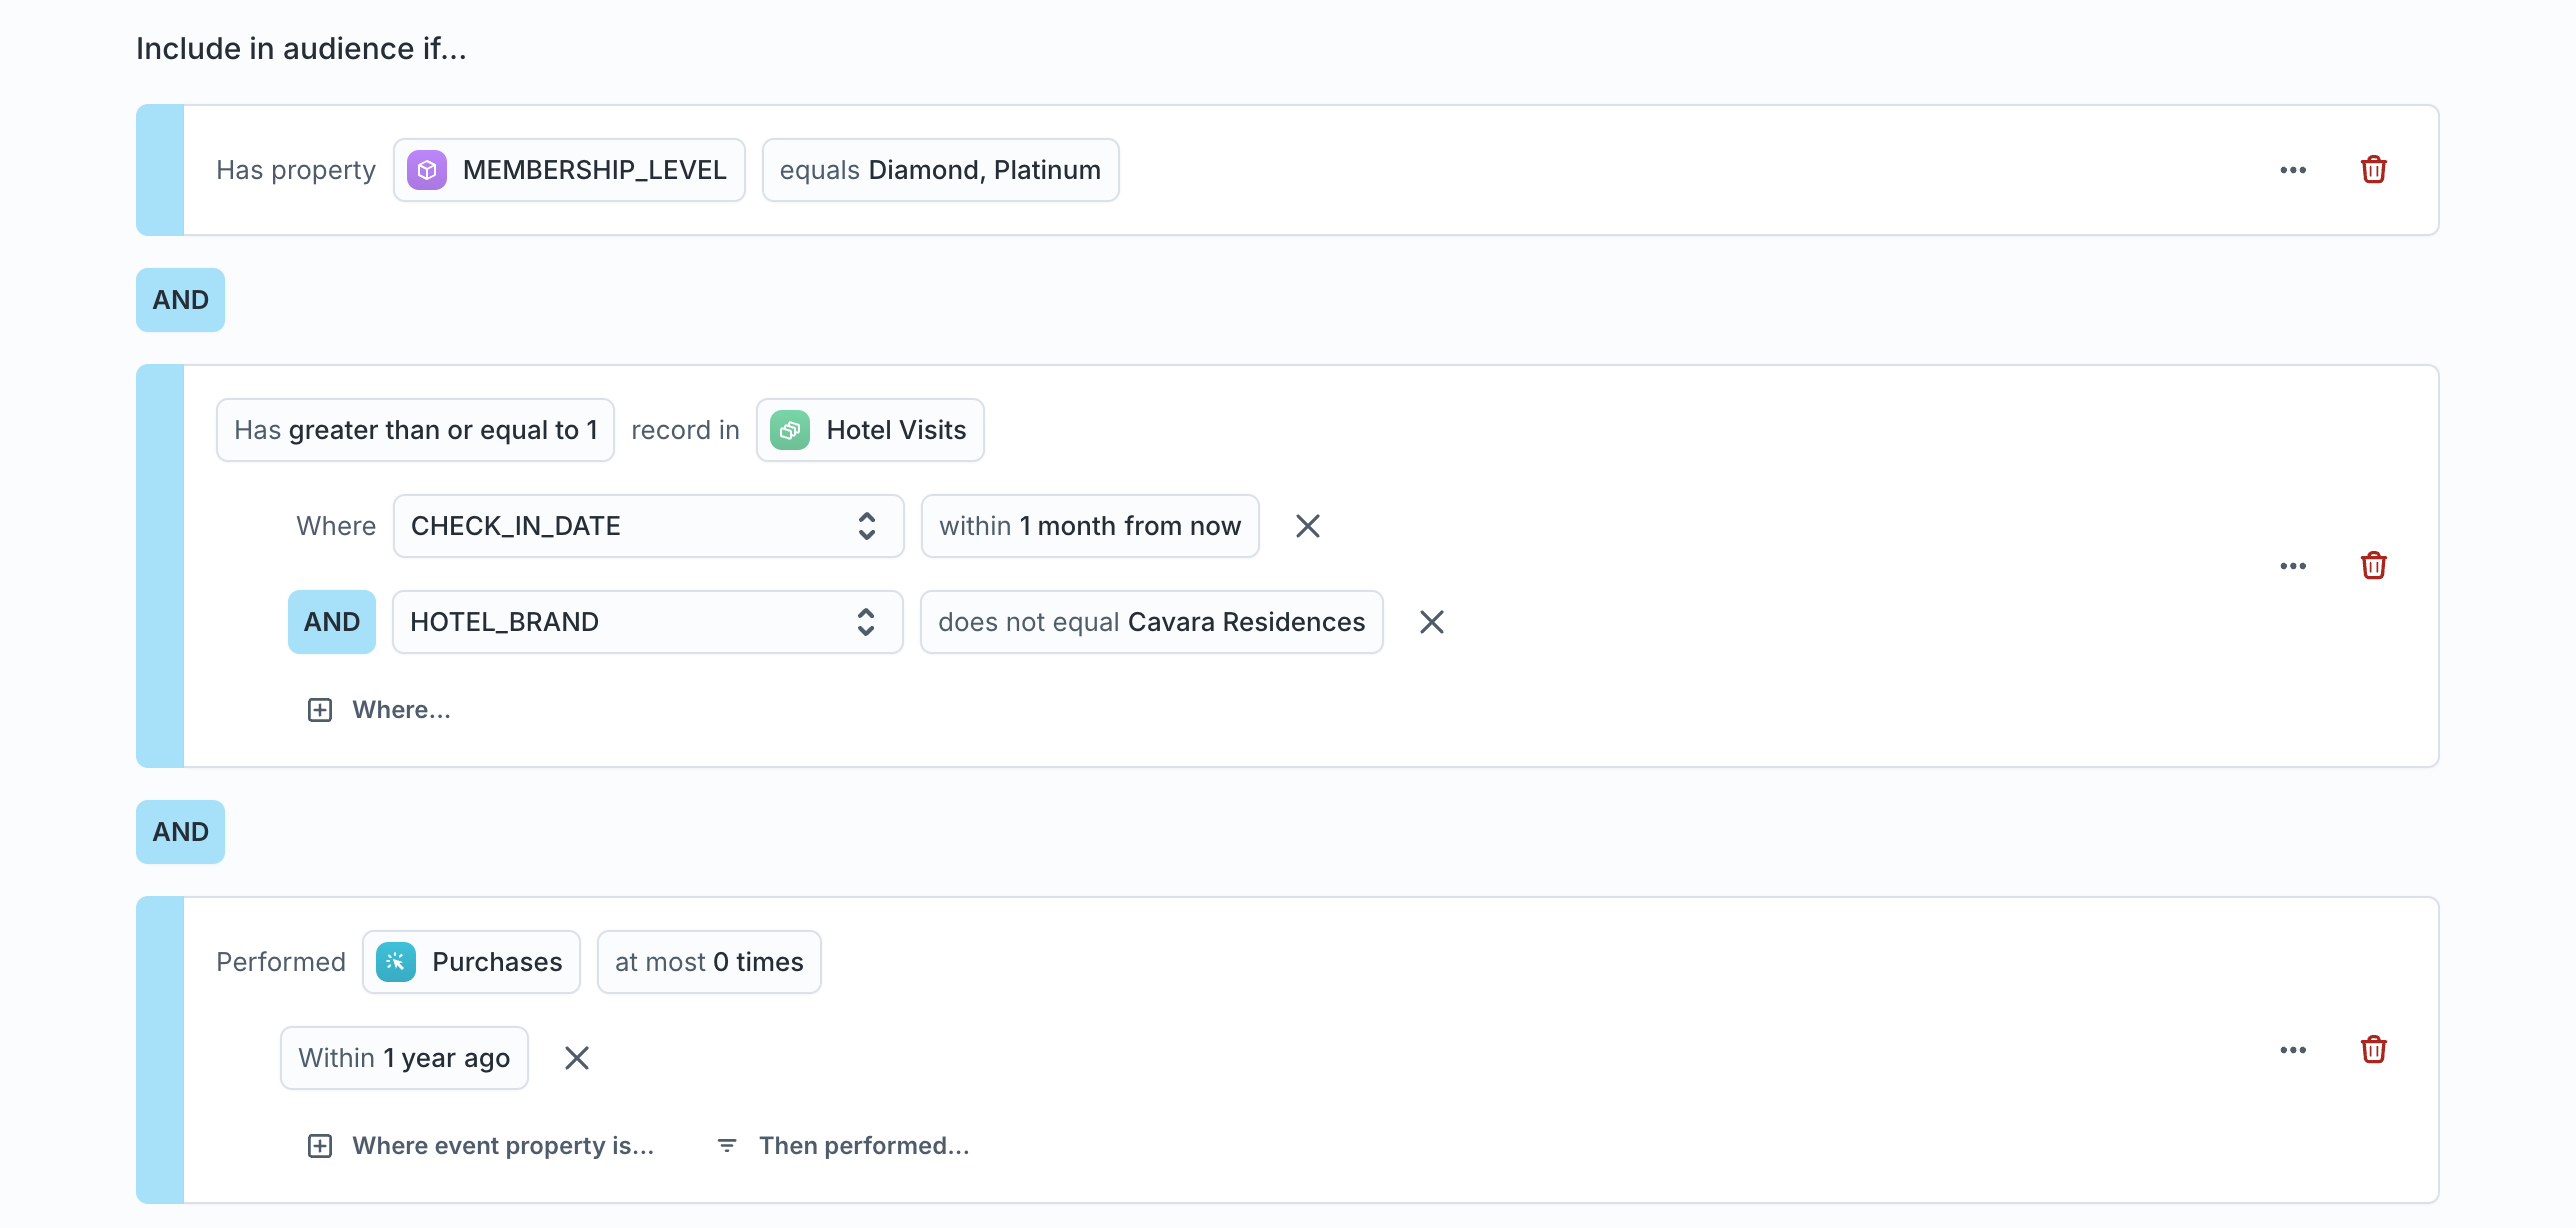 Include in audience if...
Has property MEMBERSHIP_LEVEL equals Diamond, Platinum
AND
Has greater than or equal to 1 record in Hotel Visits
Where CHECK_IN_DATE within 1 month from now
AND HOTEL_BRAND does not equal Cavara Residences
Where...
AND
Performed Purchases at most 0 times
Within 1 year ago
Where event property is... Then performed...